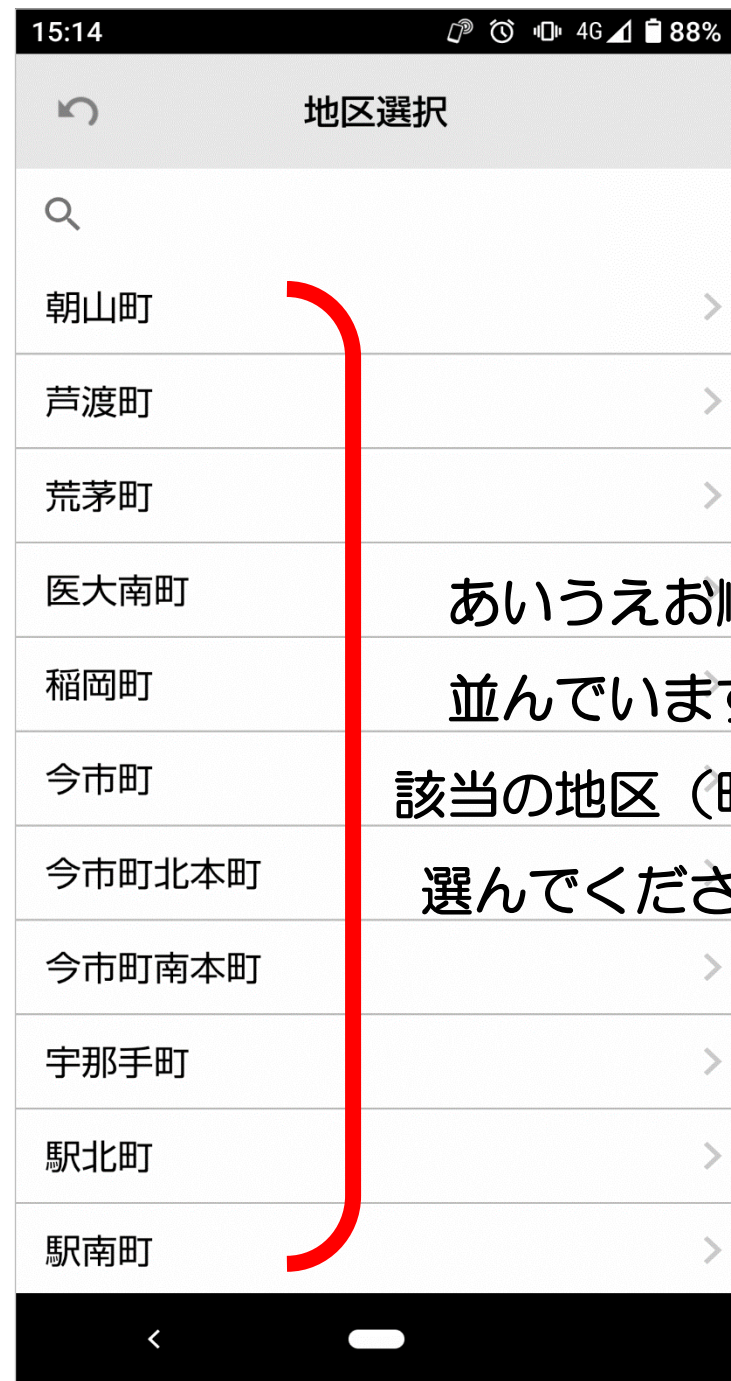 15:14 4G 88%
地区選択
朝山町
芦渡町
荒茅町
医大南町
あいうえお
稲岡町
並んでいます
今市町
該当の地区（
今市町北本町
選んでくださ
今市町南本町
宇那手町
駅北町
駅南町